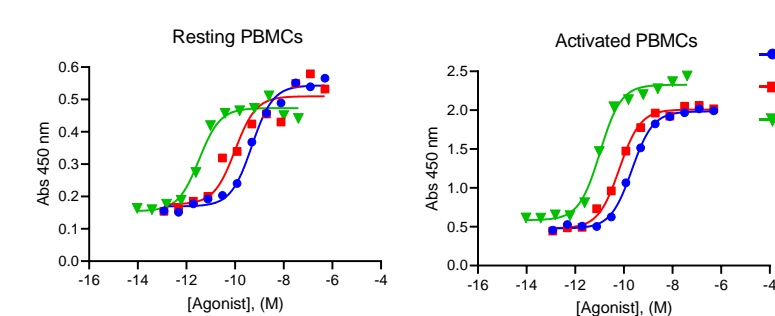 Resting PBMCs
0.6
0.5
0.4
0.3
0.2
0.1
0.0
Abs 450 nm
-16 -14 -12 -10 -8 -6 -4
[Agonist], (M)
Activated PBMCs
2.5
2.0
1.5
1.0
0.5
0.0
Abs 450 nm
-16 -14 -12 -10 -8 -6 -4
[Agonist], (M)